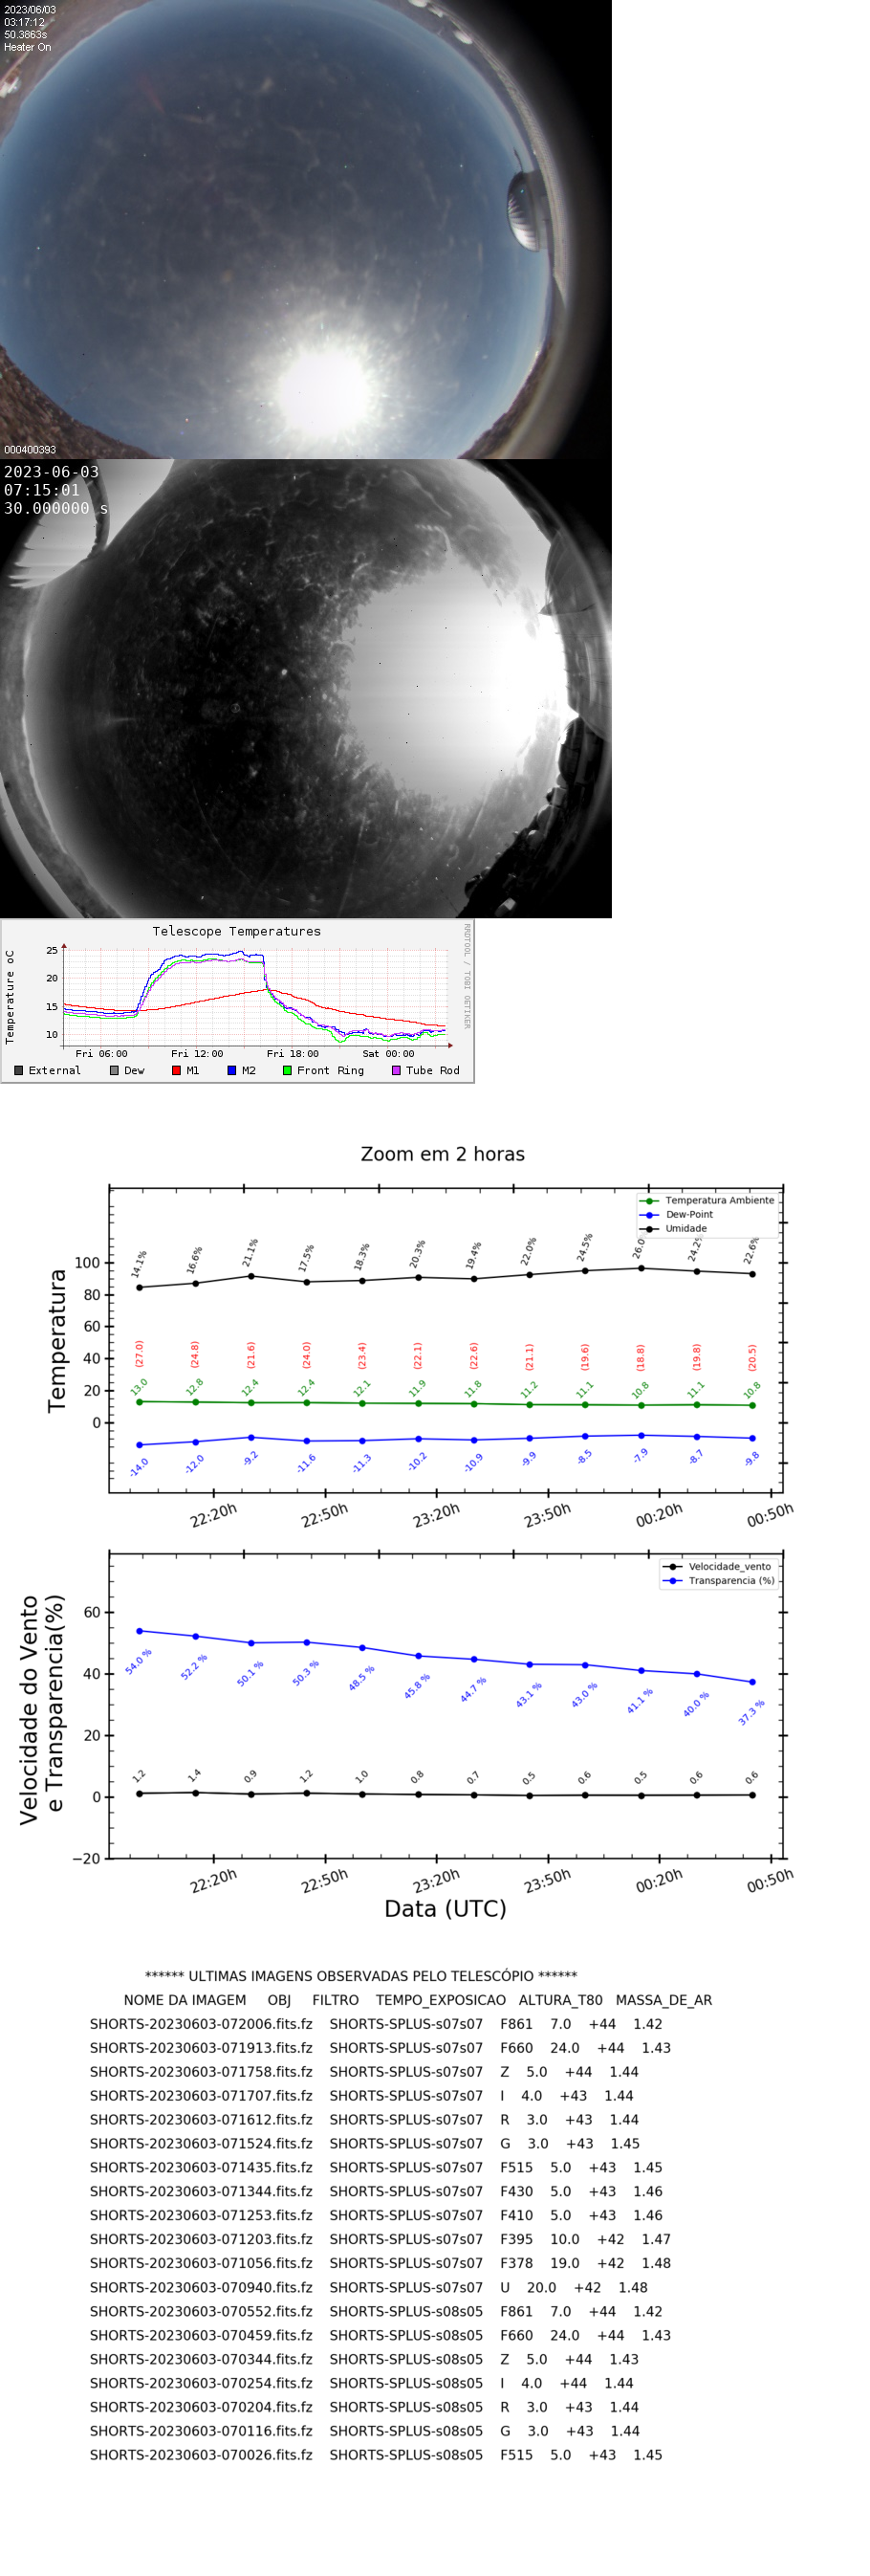 2023/06/03
03:17:12
50.3863s
Heater On
000400393
2023-06-03
07:15:01
30.000000 s
Telescope Temperatures
RRDTOOL / TOBI OETIKER
Temperature oC
25
20
15
10
Fri 06:00 Fri 12:00 Fri 18:00 Sat 00:00
External Dew M1 M2 Front Ring Tube Rod
Zoom em 2 horas
Temperatura Ambiente
Dew-Point
Umidade
Temperatura
100
80
60
40
20
0
14.1% 16.6% 21.1% 17.5% 18.3% 20.3% 19.4% 22.0% 24.5% 26.0 24.2% 22.6%
(27.0) (24.8) (21.6) (24.0) (23.4) (22.1) (22.6) (21.1) (19.6) (18.8) (19.8) (20.5)
13.0 12.8 12.4 12.4 12.1 11.9 11.8 11.2 11.1 10.8 11.1 10.8
-14.0 -12.0 -9.2 -11.6 -11.3 -10.2 -10.9 -9.9 -8.5 -7.9 -8.7 -9.8
22:20h 22:50h 23:20h 23:50h 00:20h 00:50h
Velocidade_vento
Transparencia (%)
Velocidade do Vento
e Transparencia(%)
60
40
20
0
−20
54.0 % 52.2 % 50.1 % 50.3 % 48.5 % 45.8 % 44.7 % 43.1 % 43.0 % 41.1 % 40.0 % 37.3 %
1.2 1.4 0.9 1.2 1.0 0.8 0.7 0.5 0.6 0.5 0.6 0.6
22:20h 22:50h 23:20h 23:50h 00:20h 00:50h
Data (UTC)
****** ULTIMAS IMAGENS OBSERVADAS PELO TELESCÓPIO ******
NOME DA IMAGEM OBJ FILTRO TEMPO_EXPOSICAO ALTURA_T80 MASSA_DE_AR
SHORTS-20230603-072006.fits.fz SHORTS-SPLUS-s07s07 F861 7.0 +44 1.42
SHORTS-20230603-071913.fits.fz SHORTS-SPLUS-s07s07 F660 24.0 +44 1.43
SHORTS-20230603-071758.fits.fz SHORTS-SPLUS-s07s07 Z 5.0 +44 1.44
SHORTS-20230603-071707.fits.fz SHORTS-SPLUS-s07s07 I 4.0 +43 1.44
SHORTS-20230603-071612.fits.fz SHORTS-SPLUS-s07s07 R 3.0 +43 1.44
SHORTS-20230603-071524.fits.fz SHORTS-SPLUS-s07s07 G 3.0 +43 1.45
SHORTS-20230603-071435.fits.fz SHORTS-SPLUS-s07s07 F515 5.0 +43 1.45
SHORTS-20230603-071344.fits.fz SHORTS-SPLUS-s07s07 F430 5.0 +43 1.46
SHORTS-20230603-071253.fits.fz SHORTS-SPLUS-s07s07 F410 5.0 +43 1.46
SHORTS-20230603-071203.fits.fz SHORTS-SPLUS-s07s07 F395 10.0 +42 1.47
SHORTS-20230603-071056.fits.fz SHORTS-SPLUS-s07s07 F378 19.0 +42 1.48
SHORTS-20230603-070940.fits.fz SHORTS-SPLUS-s07s07 U 20.0 +42 1.48
SHORTS-20230603-070552.fits.fz SHORTS-SPLUS-s08s05 F861 7.0 +44 1.42
SHORTS-20230603-070459.fits.fz SHORTS-SPLUS-s08s05 F660 24.0 +44 1.43
SHORTS-20230603-070344.fits.fz SHORTS-SPLUS-s08s05 Z 5.0 +44 1.43
SHORTS-20230603-070254.fits.fz SHORTS-SPLUS-s08s05 I 4.0 +44 1.44
SHORTS-20230603-070204.fits.fz SHORTS-SPLUS-s08s05 R 3.0 +43 1.44
SHORTS-20230603-070116.fits.fz SHORTS-SPLUS-s08s05 G 3.0 +43 1.44
SHORTS-20230603-070026.fits.fz SHORTS-SPLUS-s08s05 F515 5.0 +43 1.45